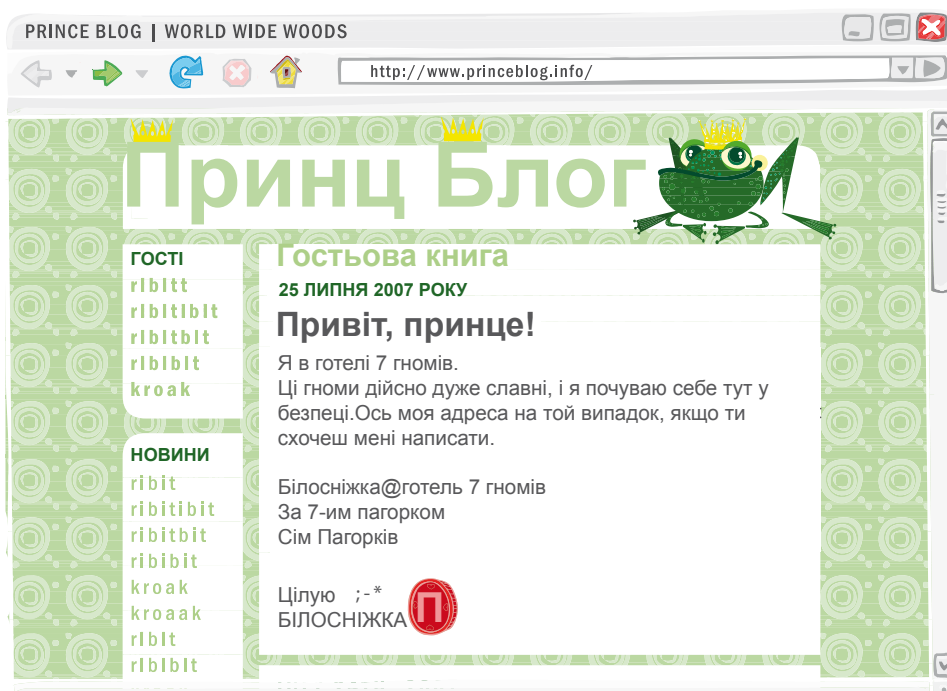 PRINCE BLOG | WORLD WIDE WOODS
http://www.princeblog.info/
Принц Блог
ГОСТІ
rlbltt
rlbltlblt
rlbltblt
rlblblt
kroak
НОВИНИ
ribit
ribitibit
ribitbit
ribibit
kroak
kroaak
rlblt
rlblblt
Гостьова книга
25 ЛИПНЯ 2007 РОКУ
Привіт, принце!
Я в готелі 7 гномів.
Ці гноми дійсно дуже славні, і я почуваю себе тут у
безпеці.Ось моя адреса на той випадок, якщо ти
схочеш мені написати.
Білосніжка@готель 7 гномів
За 7-им пагорком
Сім Пагорків
Цілую ;-*
БІЛОСНІЖКА
П